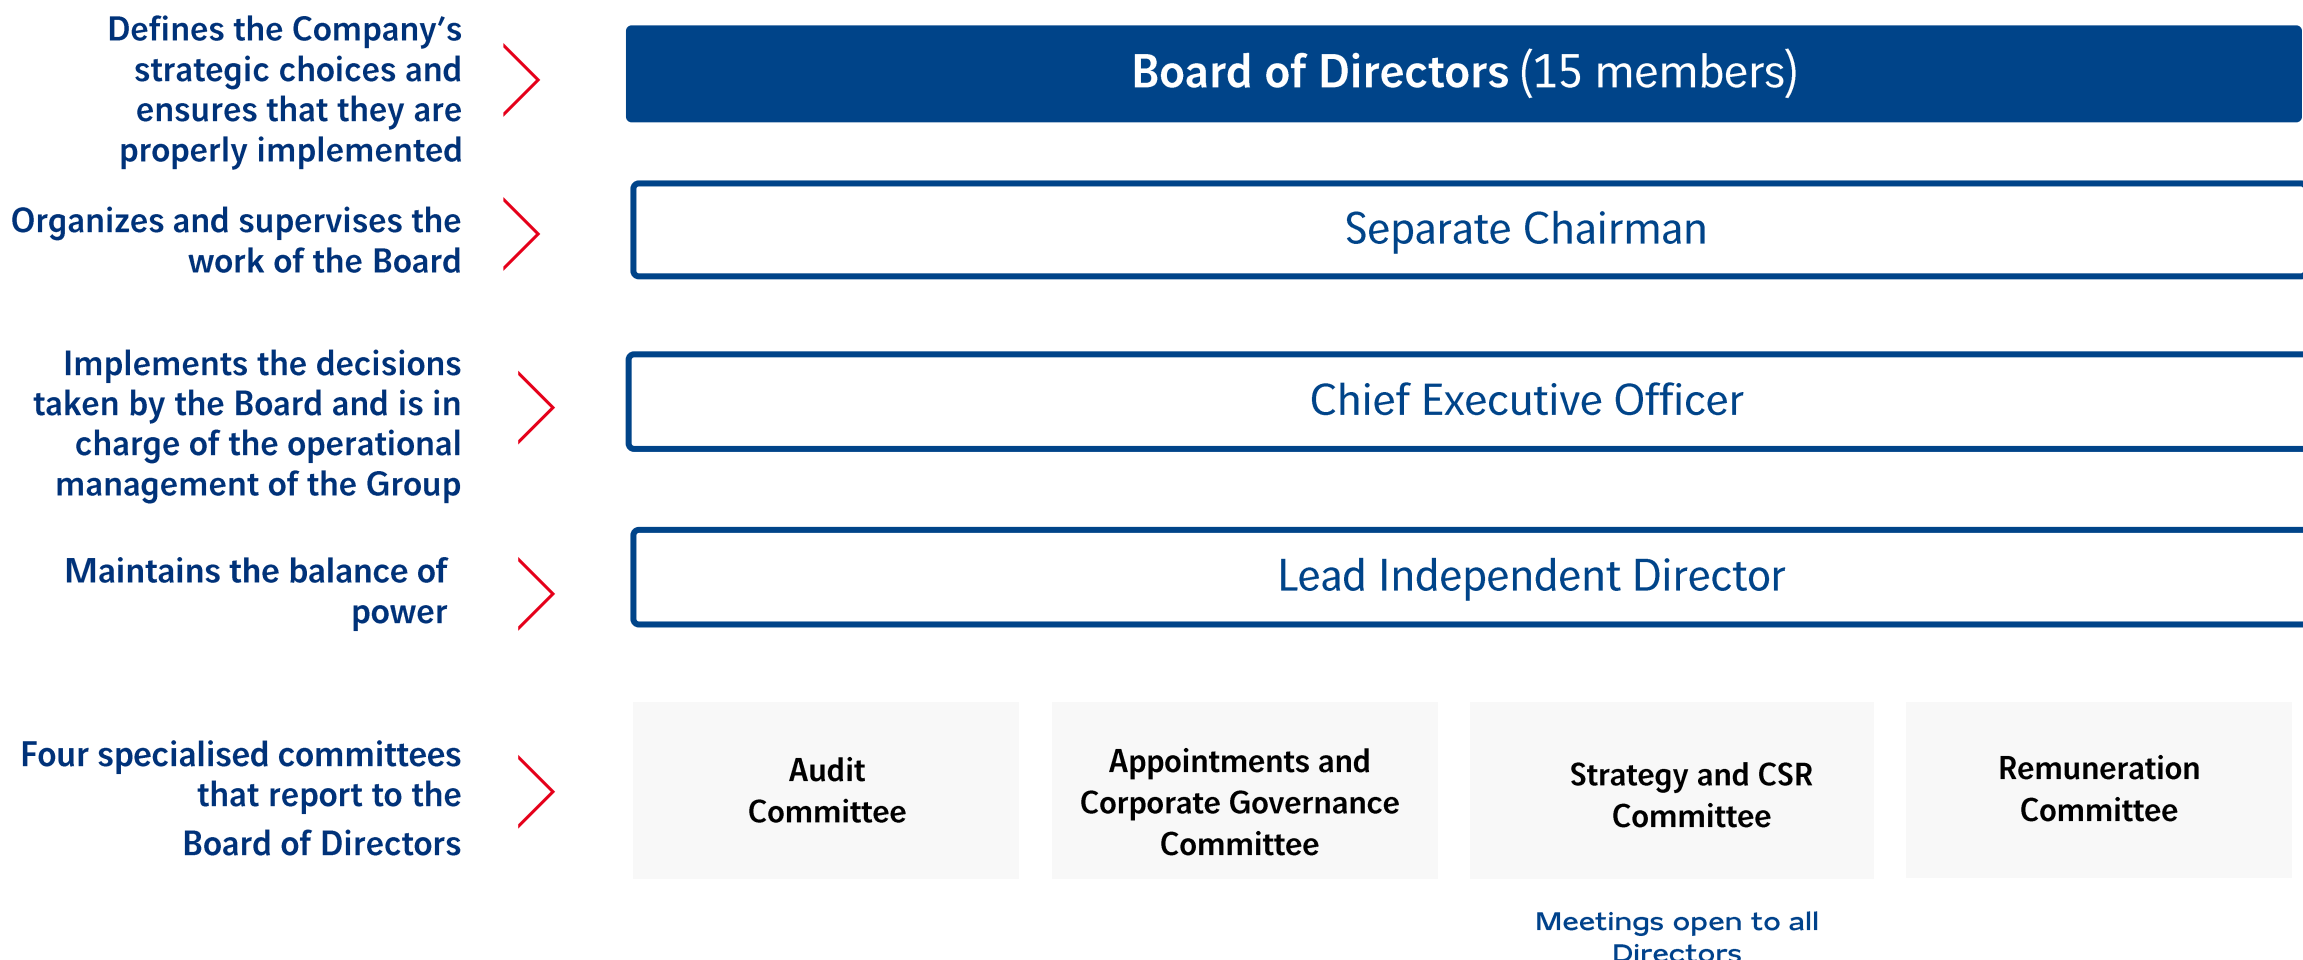 Defines the Company's
strategic choices and
ensures that they are
properly implemented
Board of Directors (15 members)
Organizes and supervises the
work of the Board
Separate Chairman
Implements the decisions
taken by the Board and is in
charge of the operational
management of the Group
Chief Executive Officer
Maintains the balance of
power
Lead Independent Director
Four specialised committees
that report to the
Board of Directors
Audit
Committee
Appointments and
Corporate Governance
Committee
Strategy and CSR
Committee
Remuneration
Committee
Meetings open to all
Directors